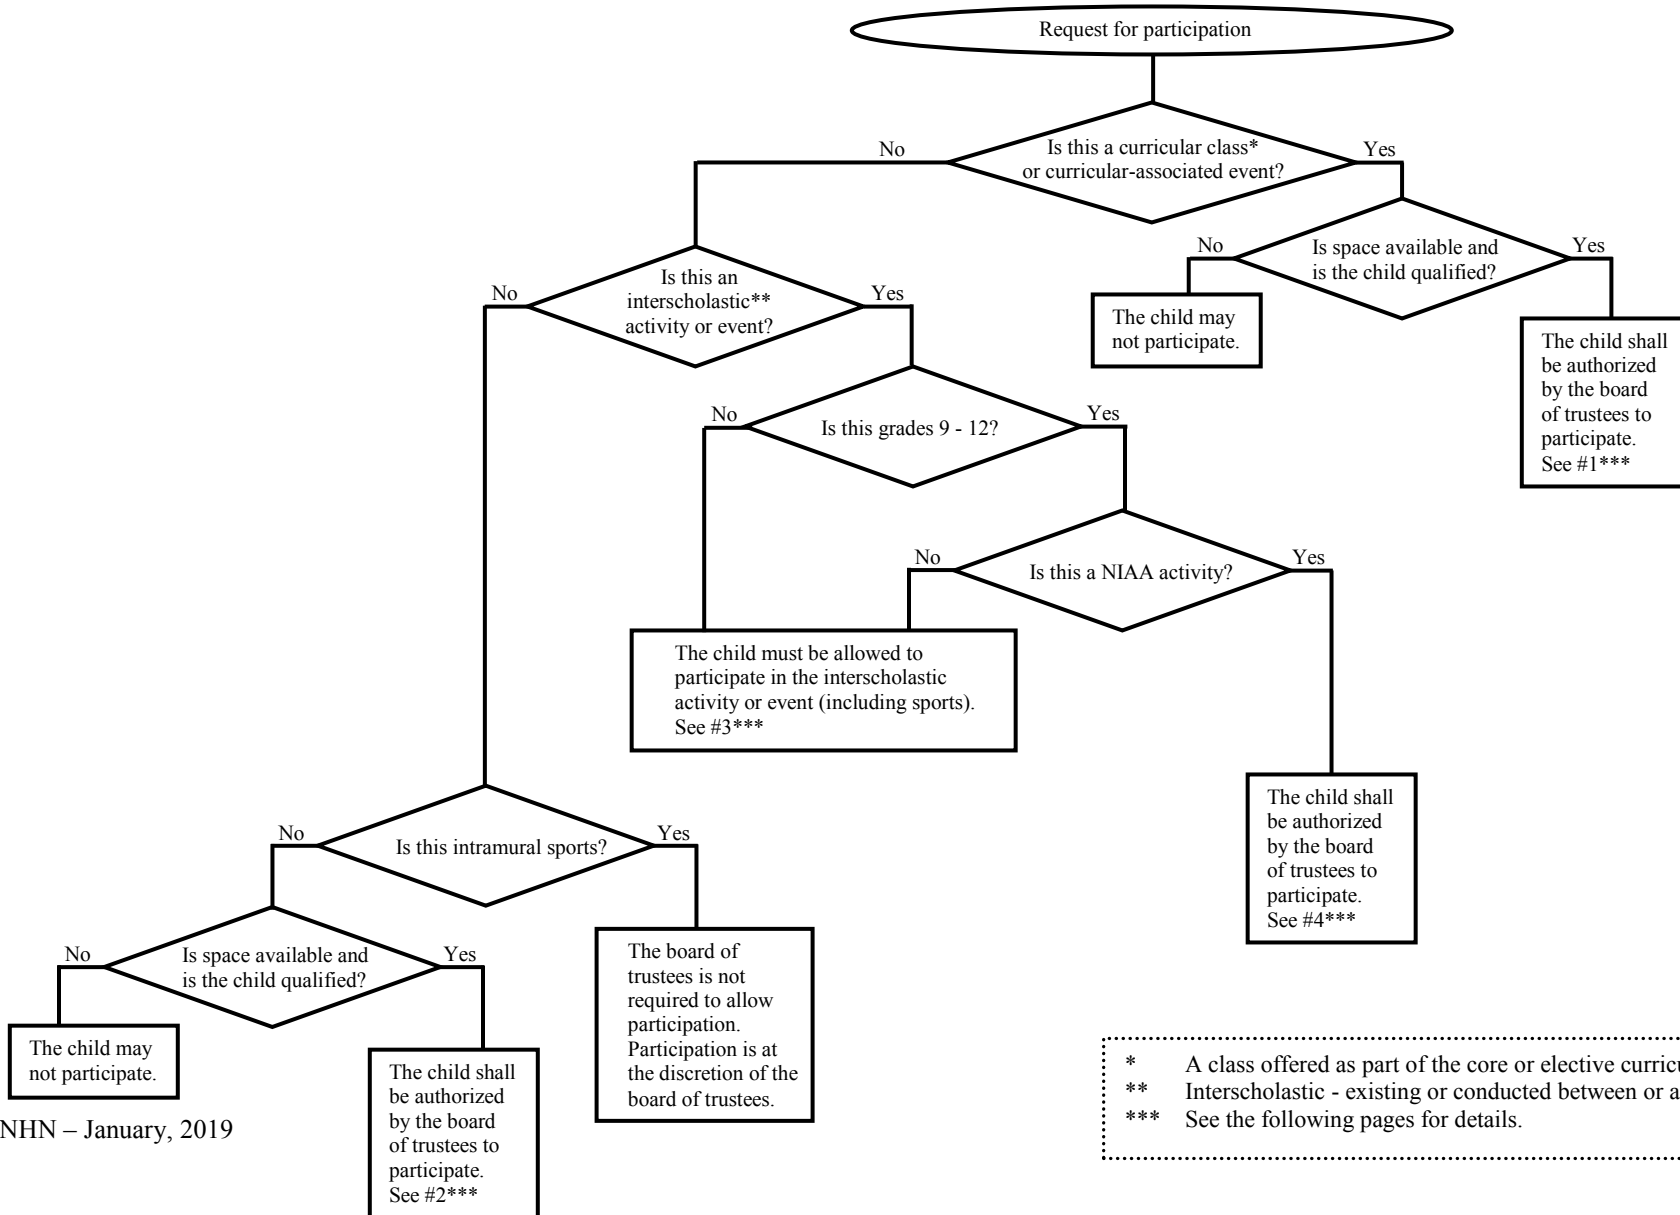 Request for participation
Is this a curricular class*
or curricular-associated event?
No
Yes
Is space available and
is the child qualified?
No
Yes
The child may
not participate.
The child shall
be authorized
by the board
of trustees to
participate.
See #1***
Is this an
interscholastic**
activity or event?
No
Yes
Is this grades 9 - 12?
No
Yes
Is this a NIAA activity?
No
Yes
The child must be allowed to
participate in the interscholastic
activity or event (including sports).
See #3***
The child shall
be authorized
by the board
of trustees to
participate.
See #4***
Is this intramural sports?
No
Yes
Is space available and
is the child qualified?
No
Yes
The child may
not participate.
The child shall
be authorized
by the board
of trustees to
participate.
See #2***
The board of
trustees is not
required to allow
participation.
Participation is at
the discretion of the
board of trustees.
* A class offered as part of the core or elective
** Interscholastic - existing or conducted between or
*** See the following pages for details.
NHN – January, 2019